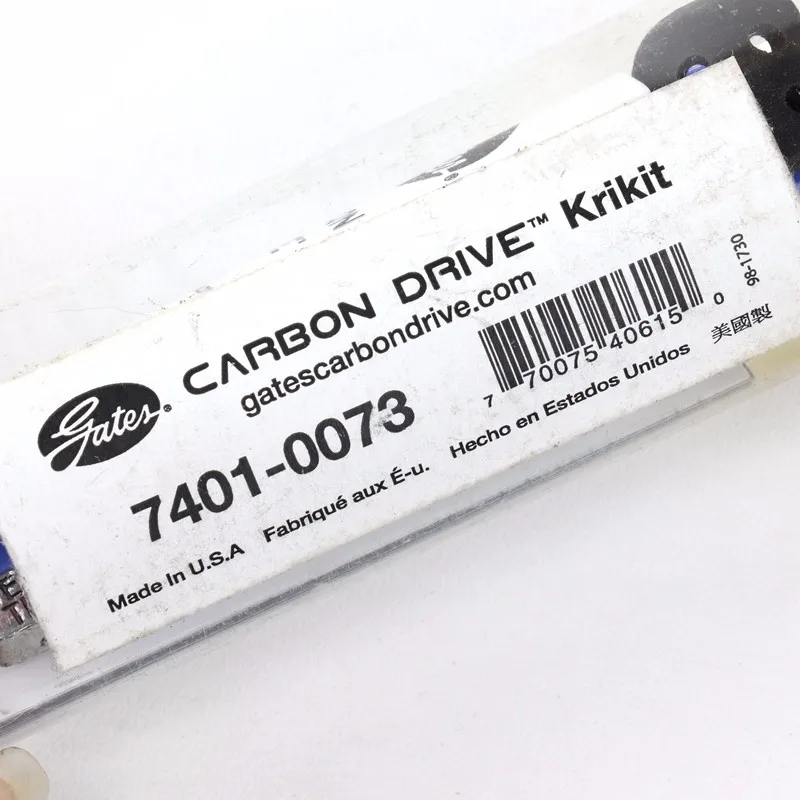 Gates®
CARBON DRIVE™ Krikit
gatescarbondrive.com
7401-0073
7 70075 40615 0
98-1730
Made In U.S.A Fabriqué aux É-u. Hecho en Estados Unidos 美國製